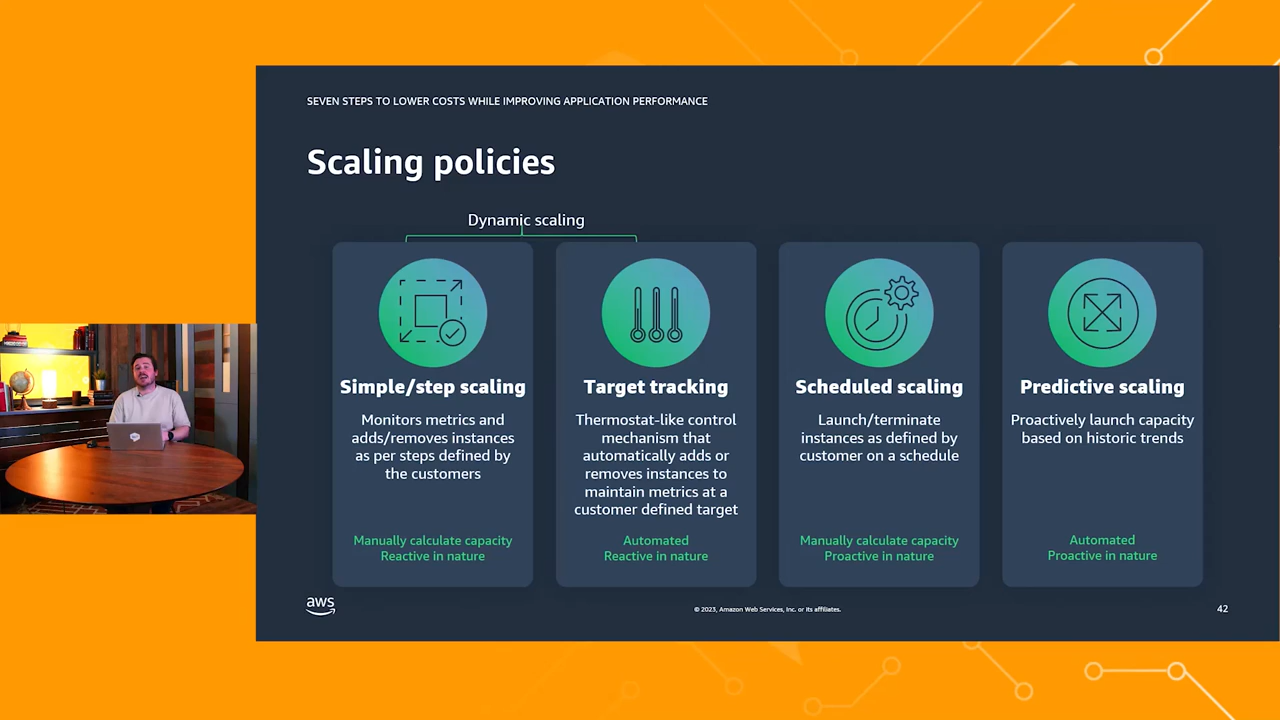 SEVEN STEPS TO LOWER COSTS WHILE IMPROVING APPLICATION PERFORMANCE
Scaling policies
Dynamic scaling
Simple/step scaling
Monitors metrics and
adds/removes instances
as per steps defined by
the customers
Manually calculate capacity
Reactive in nature
Target tracking
Thermostat-like control
mechanism that
automatically adds or
removes instances to
maintain metrics at a
customer defined target
Automated
Reactive in nature
Scheduled scaling
Launch/terminate
instances as defined by
customer on a schedule
Manually calculate capacity
Proactive in nature
Predictive scaling
Proactively launch capacity
based on historic trends
Automated
Proactive in nature
aws
© 2023, Amazon Web Services, Inc. or its affiliates.
42